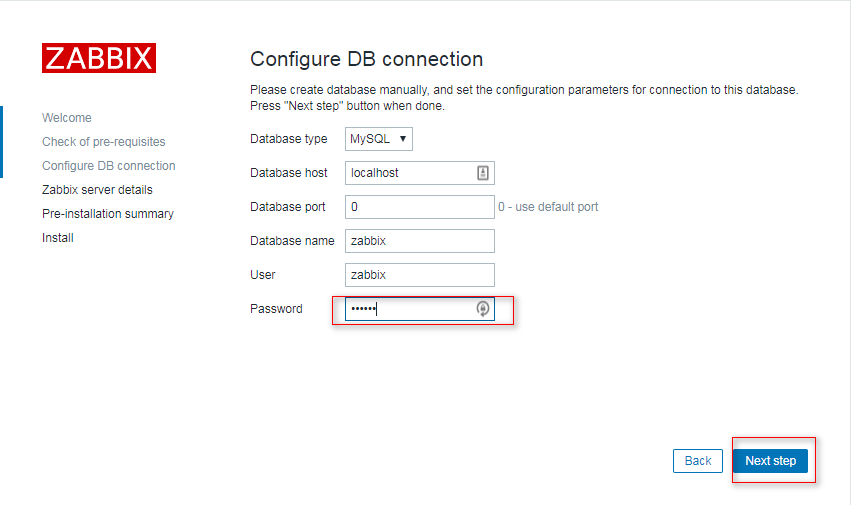 ZABBIX
Welcome
Check of pre-requisites
Configure DB connection
Zabbix server details
Pre-installation summary
Install
Configure DB connection
Please create database manually, and set the configuration parameters for connection to this database.
Press "Next step" button when done.
Database type MySQL ▼
Database host localhost
Database port 0 0 - use default port
Database name zabbix
User zabbix
Password ••••••
Back Next step